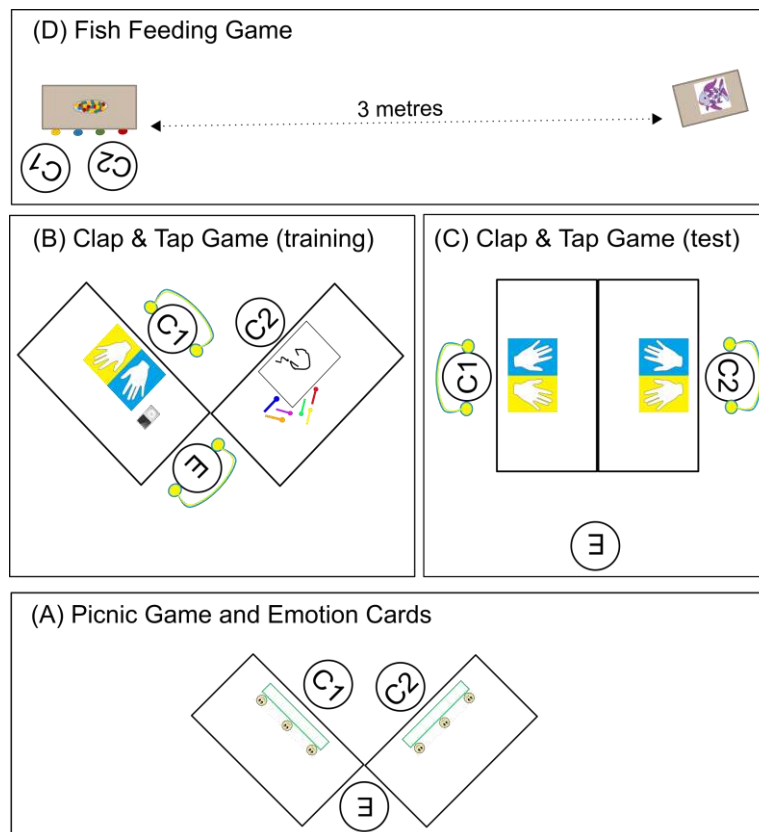 (D) Fish Feeding Game
3 metres
C1
C2
(B) Clap & Tap Game (training)
C1
C2
E
(C) Clap & Tap Game (test)
C1
C2
E
(A) Picnic Game and Emotion Cards
C1
C2
E